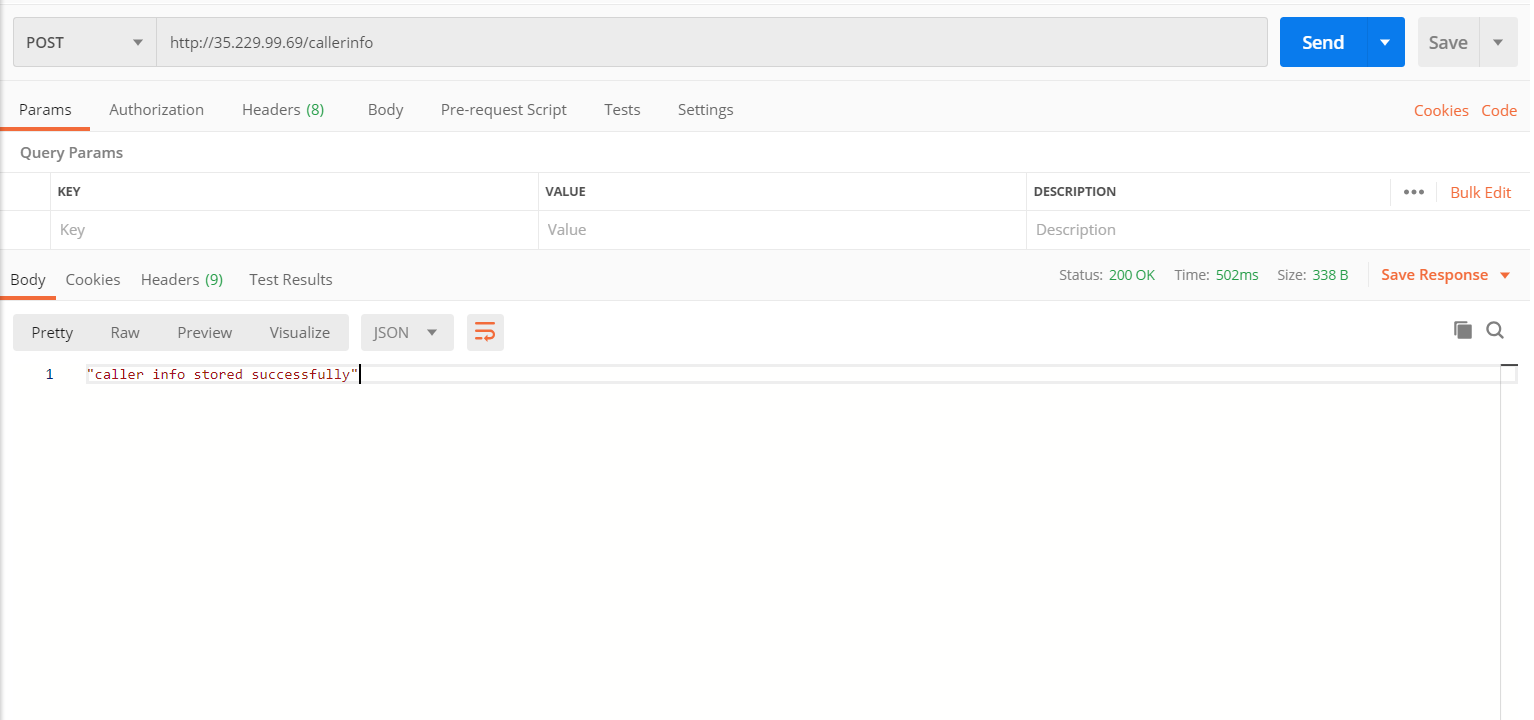 POST http://35.229.99.69/callerinfo Send Save
Params Authorization Headers (8) Body Pre-request Script Tests Settings Cookies Code
Query Params
KEY VALUE DESCRIPTION ••• Bulk Edit
Key Value Description
Body Cookies Headers (9) Test Results Status: 200 OK Time: 502ms Size: 338 B Save Response
Pretty Raw Preview Visualize JSON
1 "caller info stored successfully"